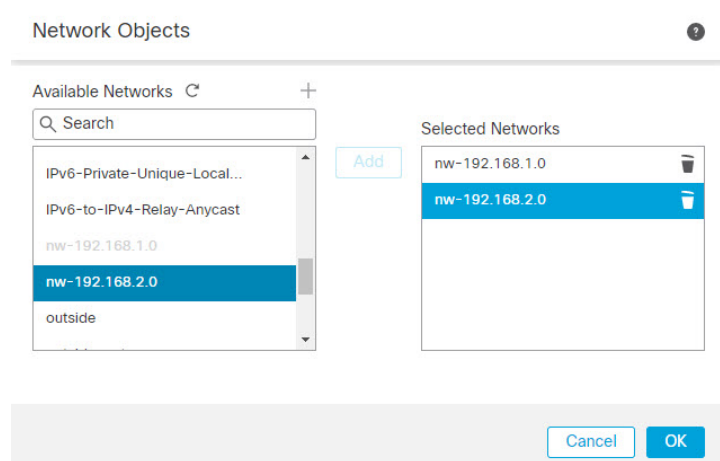 Network Objects
Available Networks
Search
IPv6-Private-Unique-Local...
IPv6-to-IPv4-Relay-Anycast
nw-192.168.1.0
nw-192.168.2.0
outside
Add
Selected Networks
nw-192.168.1.0
nw-192.168.2.0
Cancel
OK